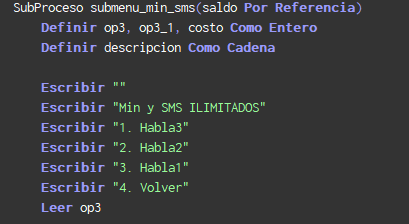 SubProceso submenu_min_sms(saldo Por Referencia)
Definir op3, op3_1, costo Como Entero
Definir descripcion Como Cadena
Escribir ""
Escribir "Min y SMS ILIMITADOS"
Escribir "1. Habla3"
Escribir "2. Habla2"
Escribir "3. Habla1"
Escribir "4. Volver"
Leer op3